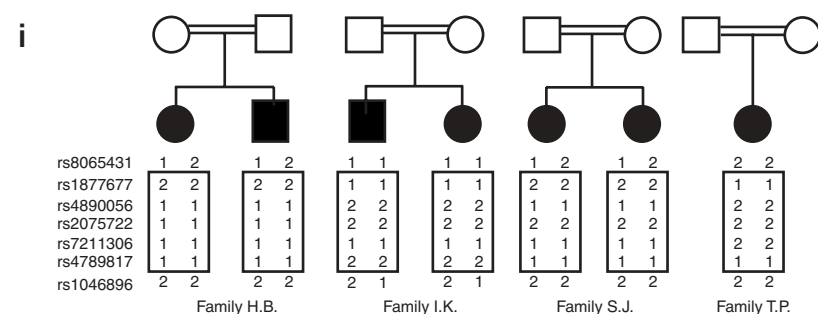 i
rs8065431 1 2 1 2 1 1 1 1 1 2 1 2 2 2
rs1877677 2 2 2 2 1 1 1 1 2 2 2 2 1 1
rs4890056 1 1 1 1 2 2 2 2 1 1 1 1 2 2
rs2075722 1 1 1 1 2 2 2 2 2 2 2 2 2 2
rs7211306 1 1 1 1 1 1 1 1 1 1 1 1 2 2
rs4789817 1 1 1 1 2 2 2 2 1 1 1 1 1 1
rs1046896 2 2 2 2 2 1 2 1 2 2 2 2 2 2
Family H.B. Family I.K. Family S.J. Family T.P.